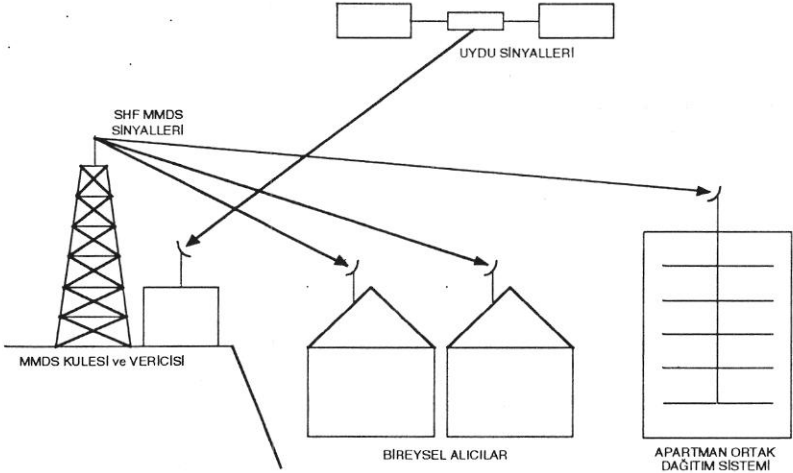 UYDU SİNYALLERİ
SHF MMDS
SİNYALLERİ
MMDS KULESİ ve VERİCİSİ
BİREYSEL ALICILAR
APARTMAN ORTAK
DAĞITIM SİSTEMİ